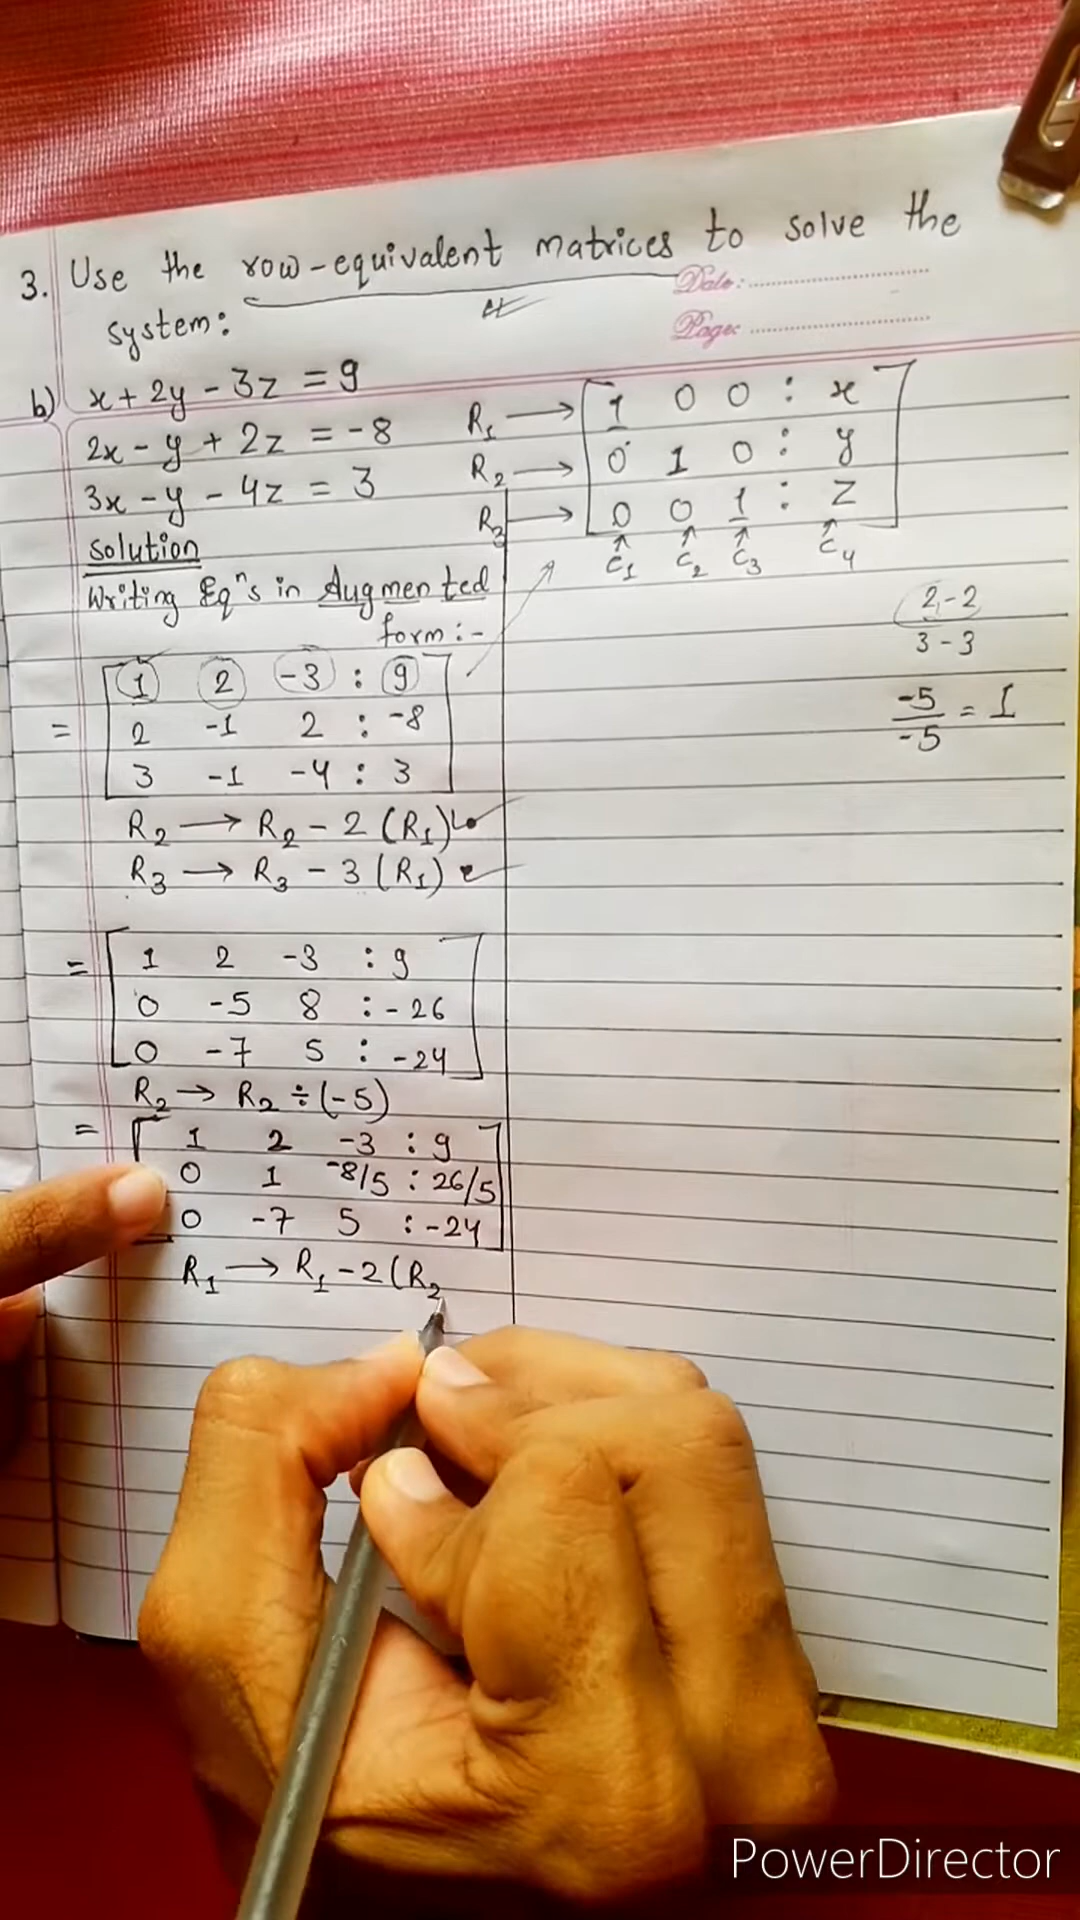 3. Use the row-equivalent matrices to solve the
system:
Date:
Page:
b) x + 2y - 3z = 9
2x - y + 2z = -8
3x - y - 4z = 3
R₁ → [ 1 0 0 : x ]
R₂ → [ 0 1 0 : y ]
R₃ → [ 0 0 1 : z ]
C₁ C₂ C₃ C₄
Solution
Writing Eqⁿs in Augmented
form :-
= [ 1 2 -3 : 9
2 -1 2 : -8
3 -1 -4 : 3 ]
R₂ → R₂ - 2 (R₁)
R₃ → R₃ - 3 (R₁)
= [ 1 2 -3 : 9
0 -5 8 : -26
0 -7 5 : -24 ]
R₂ → R₂ ÷ (-5)
= [ 1 2 -3 : 9
0 1 -8/5 : 26/5
0 -7 5 : -24 ]
R₁ → R₁ - 2 (R₂
2 - 2
3 - 3
-5/-5 = 1
PowerDirector